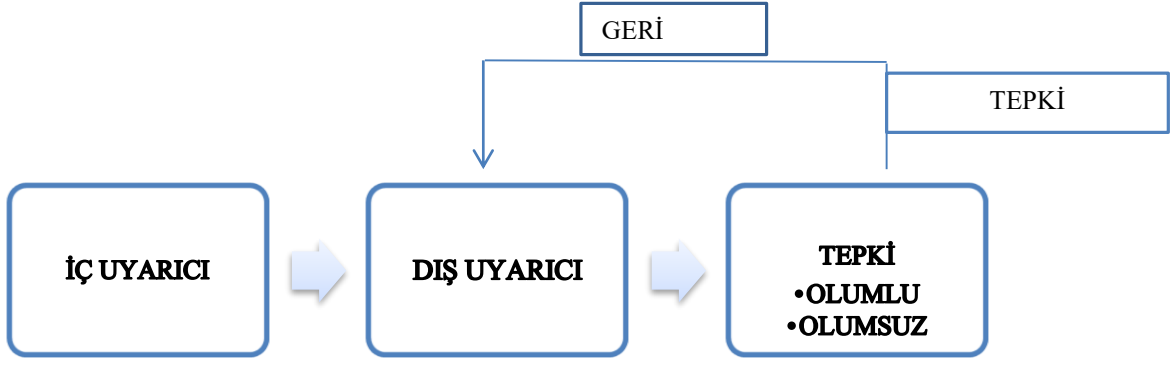 GERİ
TEPKİ
İÇ UYARICI
DIŞ UYARICI
TEPKİ
•OLUMLU
•OLUMSUZ